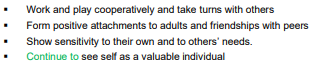 ▪ Work and play cooperatively and take turns with others
▪ Form positive attachments to adults and friendships with peers
▪ Show sensitivity to their own and to others’ needs.
▪ Continue to see self as a valuable individual